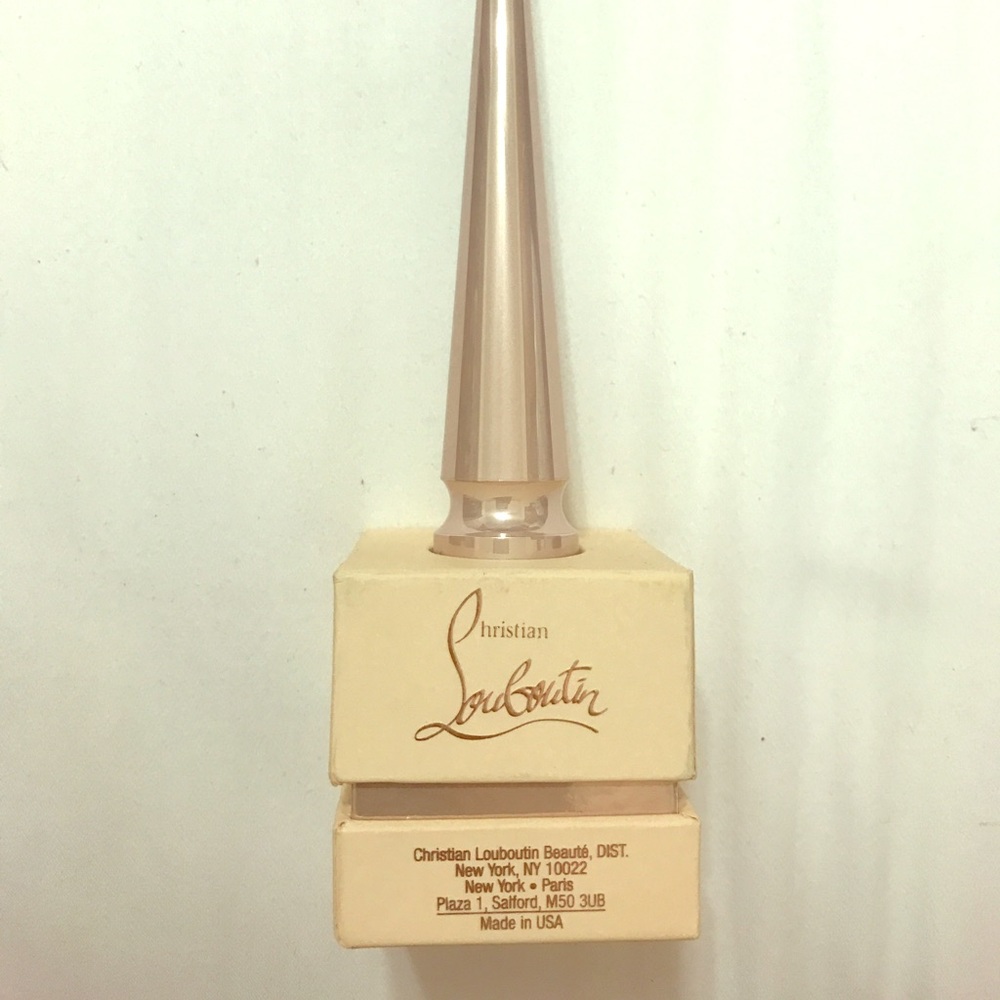 Christian
Louboutin
Christian Louboutin Beauté, DIST.
New York, NY 10022
New York • Paris
Plaza 1, Salford, M50 3UB
Made in USA